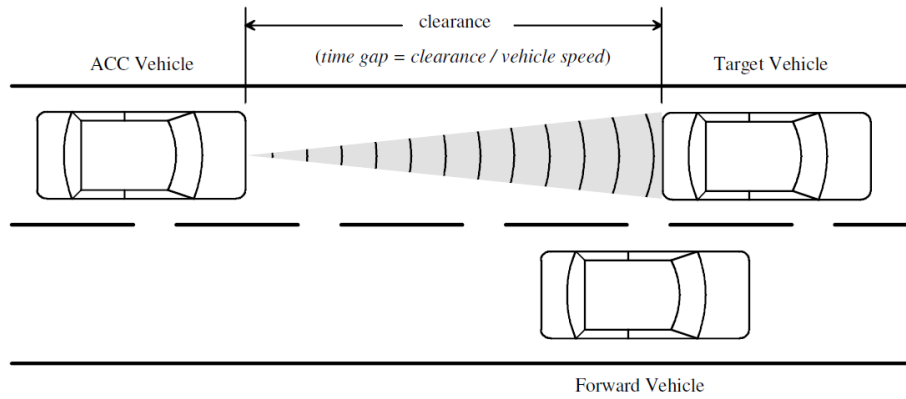 clearance
(time gap = clearance / vehicle speed)
ACC Vehicle
Target Vehicle
Forward Vehicle